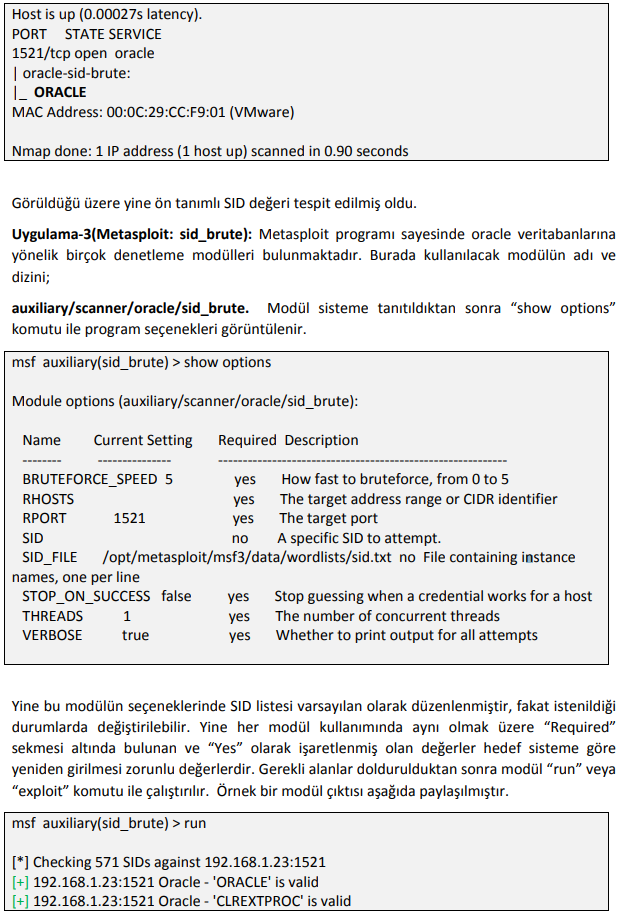 Host is up (0.00027s latency).
PORT STATE SERVICE
1521/tcp open oracle
| oracle-sid-brute:
|_ ORACLE
MAC Address: 00:0C:29:CC:F9:01 (VMware)
Nmap done: 1 IP address (1 host up) scanned in 0.90 seconds
Görüldüğü üzere yine ön tanımlı SID değeri tespit edilmiş oldu.
Uygulama-3(Metasploit: sid_brute): Metasploit programı sayesinde oracle veritabanlarına
yönelik birçok denetleme modülleri bulunmaktadır. Burada kullanılacak modülün adı ve
dizini;
auxiliary/scanner/oracle/sid_brute. Modül sisteme tanıtıldıktan sonra “show options”
komutu ile program seçenekleri görüntülenir.
msf auxiliary(sid_brute) > show options
Module options (auxiliary/scanner/oracle/sid_brute):
Name Current Setting Required Description
-------- --------------- -----------------------------------------------------------
BRUTEFORCE_SPEED 5 yes How fast to bruteforce, from 0 to 5
RHOSTS yes The target address range or CIDR identifier
RPORT 1521 yes The target port
SID no A specific SID to attempt.
SID_FILE /opt/metasploit/msf3/data/wordlists/sid.txt no File containing instance
names, one per line
STOP_ON_SUCCESS false yes Stop guessing when a credential works for a host
THREADS 1 yes The number of concurrent threads
VERBOSE true yes Whether to print output for all attempts
Yine bu modülün seçeneklerinde SID listesi varsayılan olarak düzenlenmiştir, fakat istenildiği
durumlarda değiştirilebilir. Yine her modül kullanımında aynı olmak üzere “Required”
sekmesi altında bulunan ve “Yes” olarak işaretlenmiş olan değerler hedef sisteme göre
yeniden girilmesi zorunlu değerlerdir. Gerekli alanlar doldurulduktan sonra modül “run” veya
“exploit” komutu ile çalıştırılır. Örnek bir modül çıktısı aşağıda paylaşılmıştır.
msf auxiliary(sid_brute) > run
[*] Checking 571 SIDs against 192.168.1.23:1521
[+] 192.168.1.23:1521 Oracle - 'ORACLE' is valid
[+] 192.168.1.23:1521 Oracle - 'CLREXTPROC' is valid